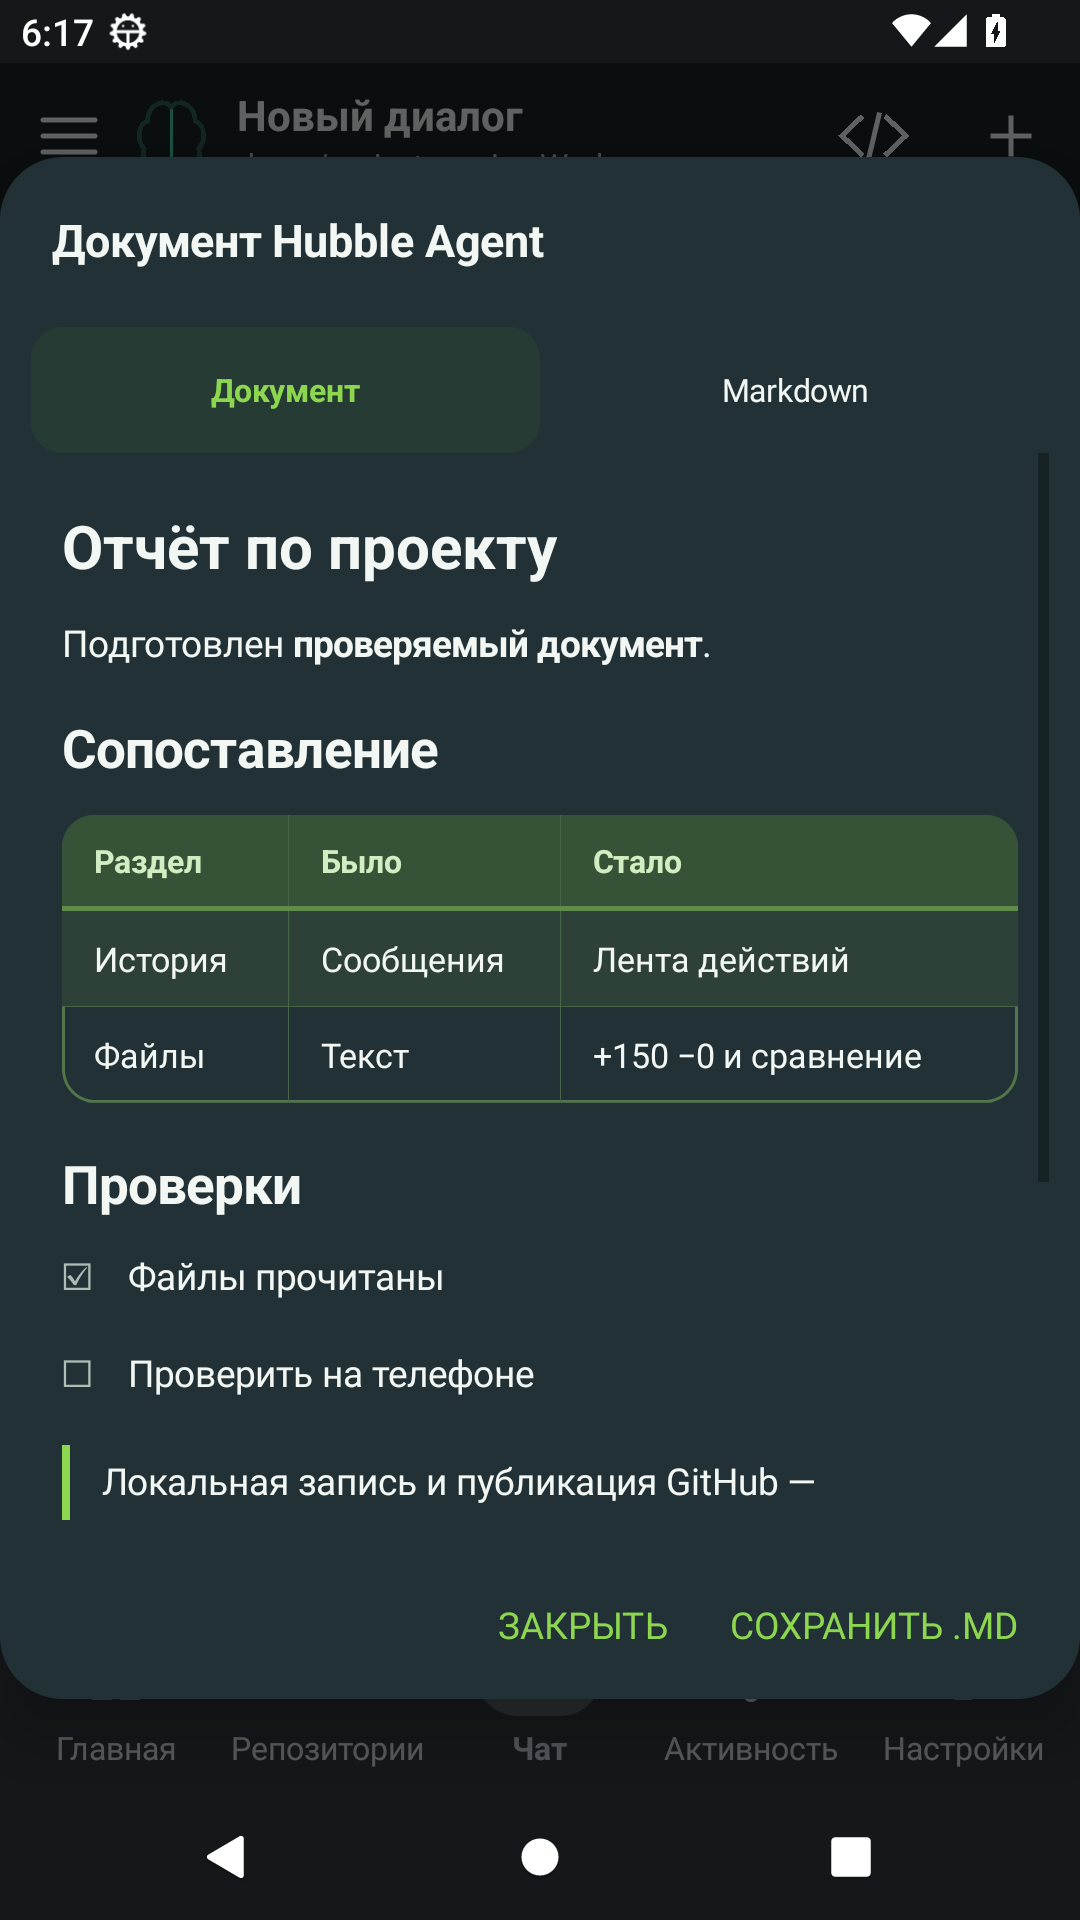 6:17
Новый диалог
Документ Hubble Agent
Документ
Markdown
Отчёт по проекту
Подготовлен проверяемый документ.
Сопоставление
Раздел Было Стало
История Сообщения Лента действий
Файлы Текст +150 −0 и сравнение
Проверки
☑ Файлы прочитаны
☐ Проверить на телефоне
Локальная запись и публикация GitHub —
ЗАКРЫТЬ
СОХРАНИТЬ .MD
Главная
Репозитории
Чат
Активность
Настройки